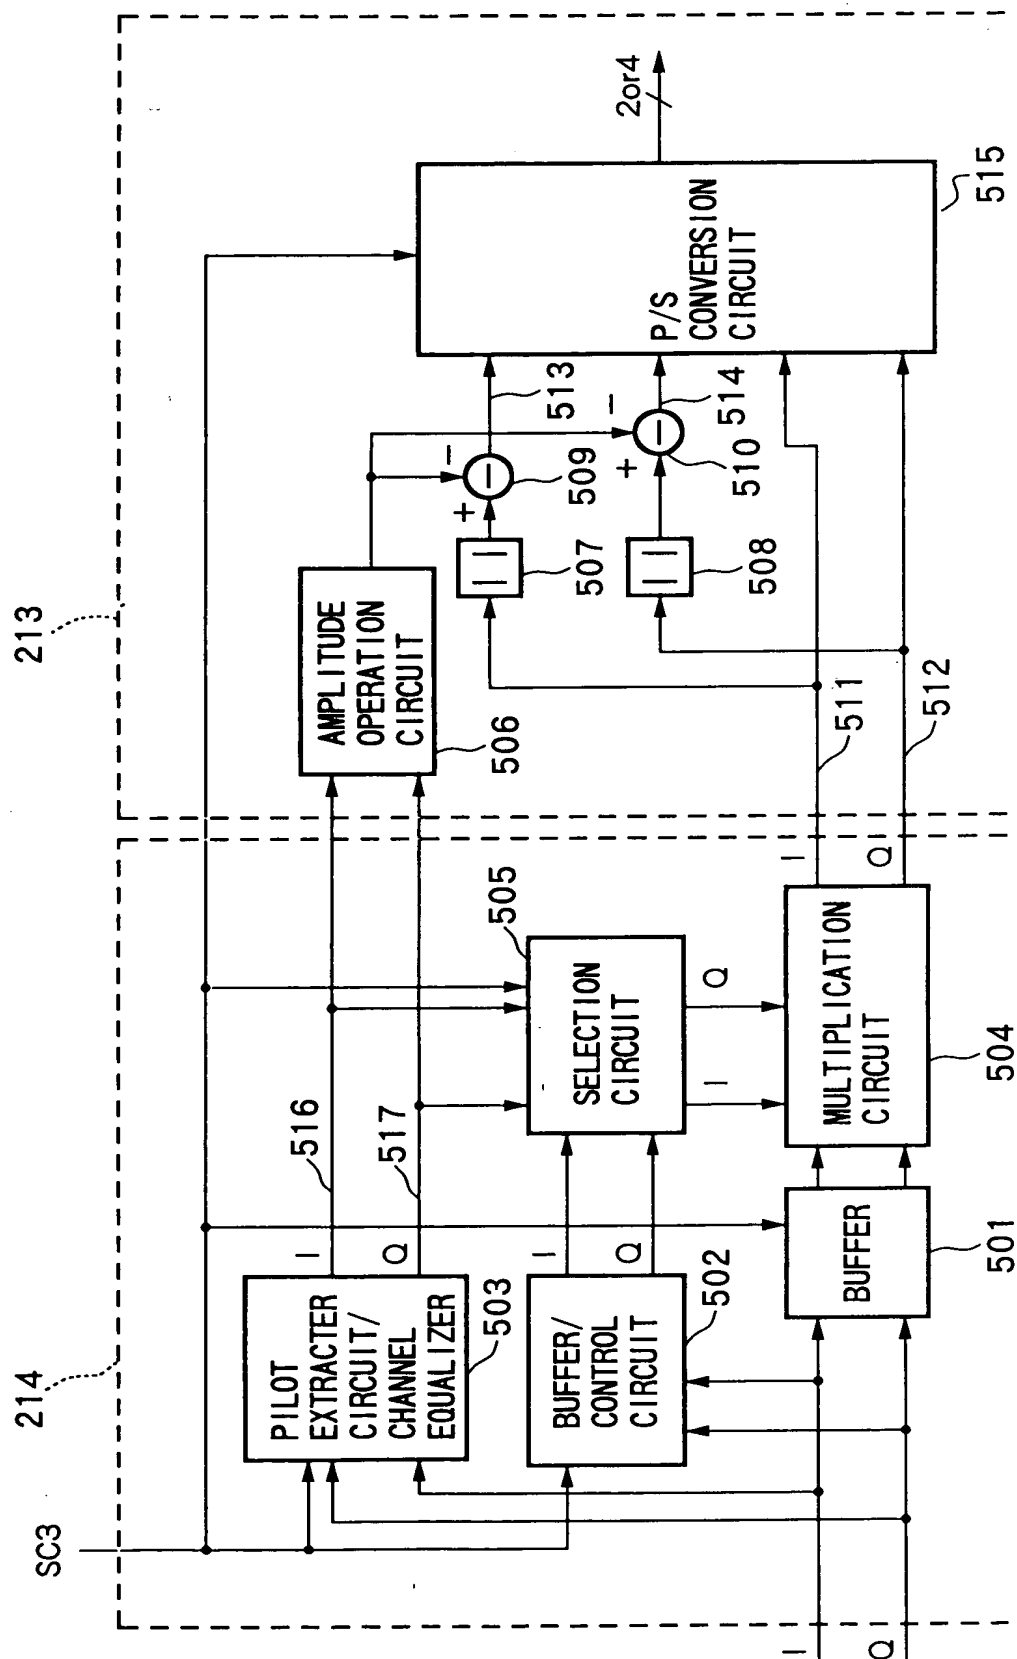 213
214
SC3
PILOT
EXTRACTER
CIRCUIT/
CHANNEL
EQUALIZER
503
I
Q
516
517
BUFFER/
CONTROL
CIRCUIT
502
I
Q
SELECTION
CIRCUIT
505
I
Q
I
Q
BUFFER
501
MULTIPLICATION
CIRCUIT
504
I
Q
511
512
AMPLITUDE
OPERATION
CIRCUIT
506
| |
507
| |
508
+
-
-
509
513
+
-
-
510
514
P/S
CONVERSION
CIRCUIT
515
2or4